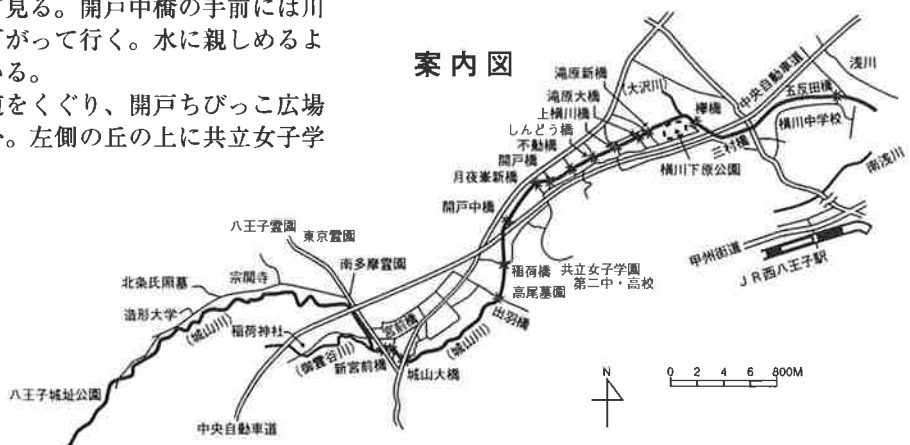 見る。開戸中橋の手前には川
がって行く。水に親しめるよ
いる。
をくぐり、開戸ちびっこ広場
。左側の丘の上に共立女子学
案内図
滝原新橋
滝原大橋
上横川橋
しんどう橋
不動橋
開戸橋
月夜峯新橋
開戸中橋
(大沢川)
欅橋
中央自動車道
浅川
五反田橋
横川中学校
三村橋
横川下原公園
南浅川
甲州街道
JR西八王子駅
八王子霊園
東京霊園
南多摩霊園
北条氏照墓
宗関寺
造形大学
(城山川)
稲荷神社
(御霊谷川)
宮前橋
新宮前橋
城山大橋
(城山川)
出羽橋
高尾墓園
稲荷橋
共立女子学園
第二中・高校
八王子城址公園
中央自動車道
N
0 2 4 6 800M